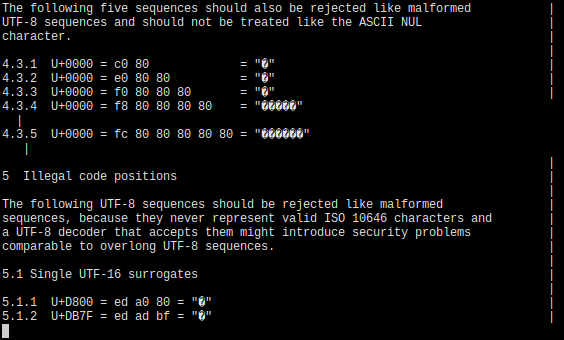 The following five sequences should also be rejected like malformed |
UTF-8 sequences and should not be treated like the ASCII NUL |
character. |
|
4.3.1 U+0000 = c0 80 = "�" |
4.3.2 U+0000 = e0 80 80 = "�" |
4.3.3 U+0000 = f0 80 80 80 = "�" |
4.3.4 U+0000 = f8 80 80 80 80 = "�����"
|
4.3.5 U+0000 = fc 80 80 80 80 80 = "������"
|
|
5 Illegal code positions |
|
The following UTF-8 sequences should be rejected like malformed |
sequences, because they never represent valid ISO 10646 characters and |
a UTF-8 decoder that accepts them might introduce security problems |
comparable to overlong UTF-8 sequences. |
|
5.1 Single UTF-16 surrogates |
|
5.1.1 U+D800 = ed a0 80 = "�" |
5.1.2 U+DB7F = ed ad bf = "�" |